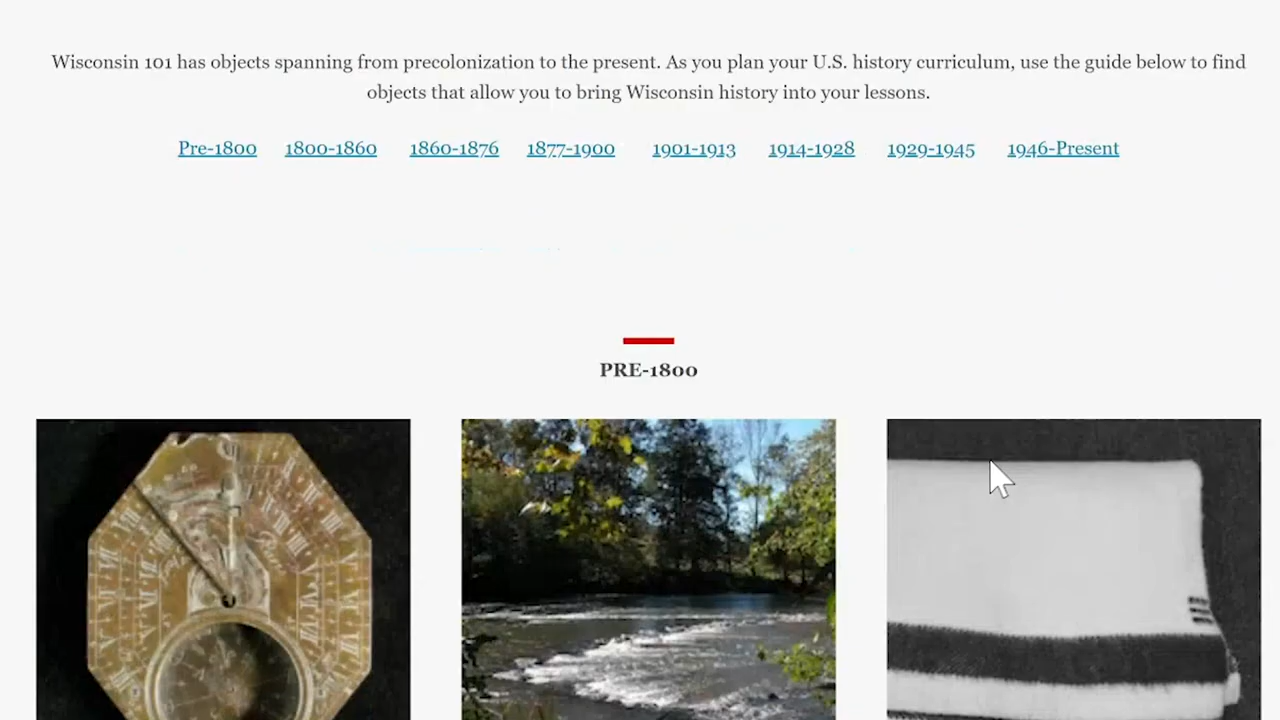 Wisconsin 101 has objects spanning from precolonization to the present. As you plan your U.S. history curriculum, use the guide below to find
objects that allow you to bring Wisconsin history into your lessons.
Pre-1800 1800-1860 1860-1876 1877-1900 1901-1913 1914-1928 1929-1945 1946-Present
PRE-1800